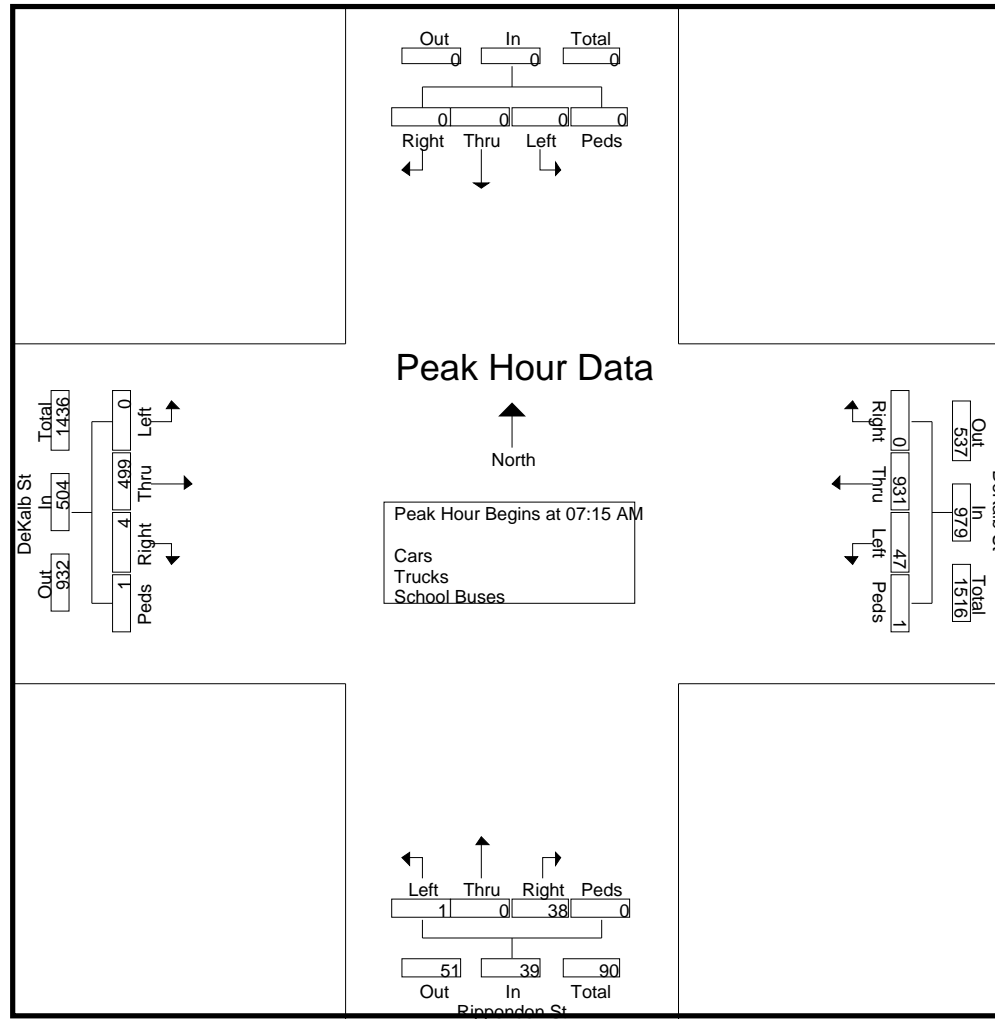 Out In Total
0 0 0
0 0 0 0
Right Thru Left Peds
Peak Hour Data
North
Peak Hour Begins at 07:15 AM
Cars
Trucks
School Buses
DeKalb St
Out In Total
932 504 1436
Peds Right Thru Left
1 4 499 0
Right Thru Left Peds
0 931 47 1
Out In Total
537 979 1516
Left Thru Right Peds
1 0 38 0
51 39 90
Out In Total
Rippondon St